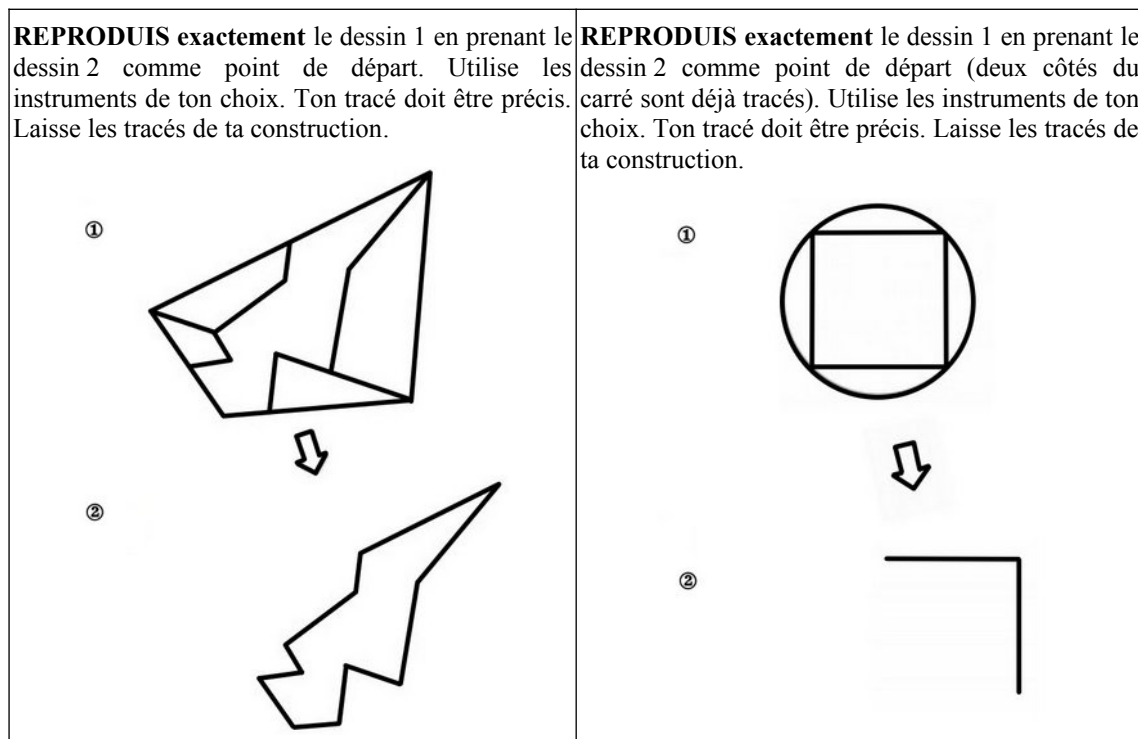 REPRODUIS exactement le dessin 1 en prenant le
dessin 2 comme point de départ. Utilise les
instruments de ton choix. Ton tracé doit être précis.
Laisse les tracés de ta construction.
①
②
REPRODUIS exactement le dessin 1 en prenant le
dessin 2 comme point de départ (deux côtés du
carré sont déjà tracés). Utilise les instruments de ton
choix. Ton tracé doit être précis. Laisse les tracés de
ta construction.
①
②